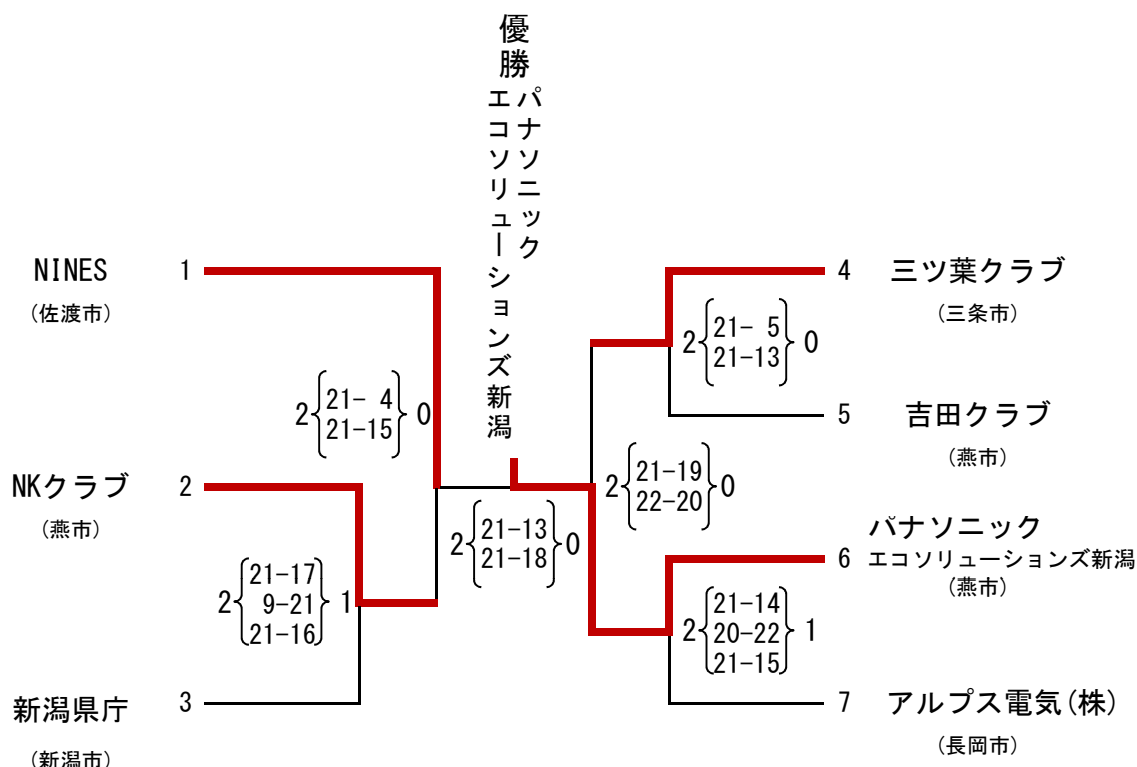 優勝
パナソニック
エコソリューションズ新潟
NINES 1
(佐渡市)
2 21- 4 0
21-15
NKクラブ 2
(燕市)
2 21-17 1
9-21
21-16
新潟県庁 3
(新潟市)
2 21-13 0
21-18
4 三ツ葉クラブ
(三条市)
2 21- 5 0
21-13
5 吉田クラブ
(燕市)
2 21-19 0
22-20
パナソニック
6 エコソリューションズ新潟
(燕市)
2 21-14 1
20-22
21-15
7 アルプス電気(株)
(長岡市)